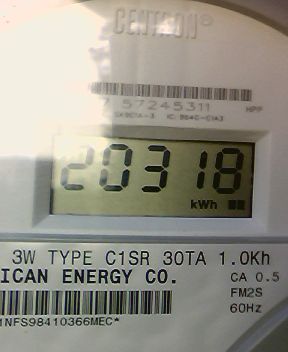 CENTRON®
7 57245311 HPP
20318
kWh
3W TYPE C1SR 30TA 1.0Kh
ICAN ENERGY CO. CA 0.5
FM2S
60Hz
1NFS98410366MEC*